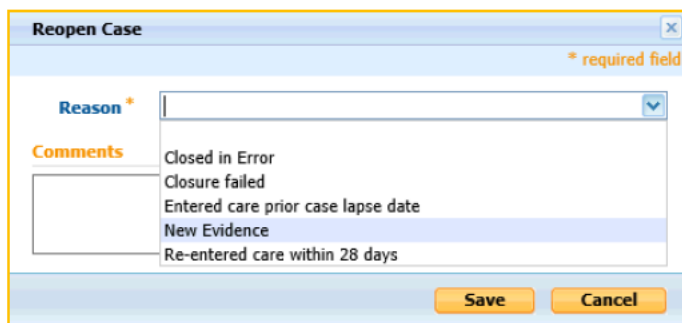 Reopen Case
* required field
Reason *
Comments
Closed in Error
Closure failed
Entered care prior case lapse date
New Evidence
Re-entered care within 28 days
Save Cancel